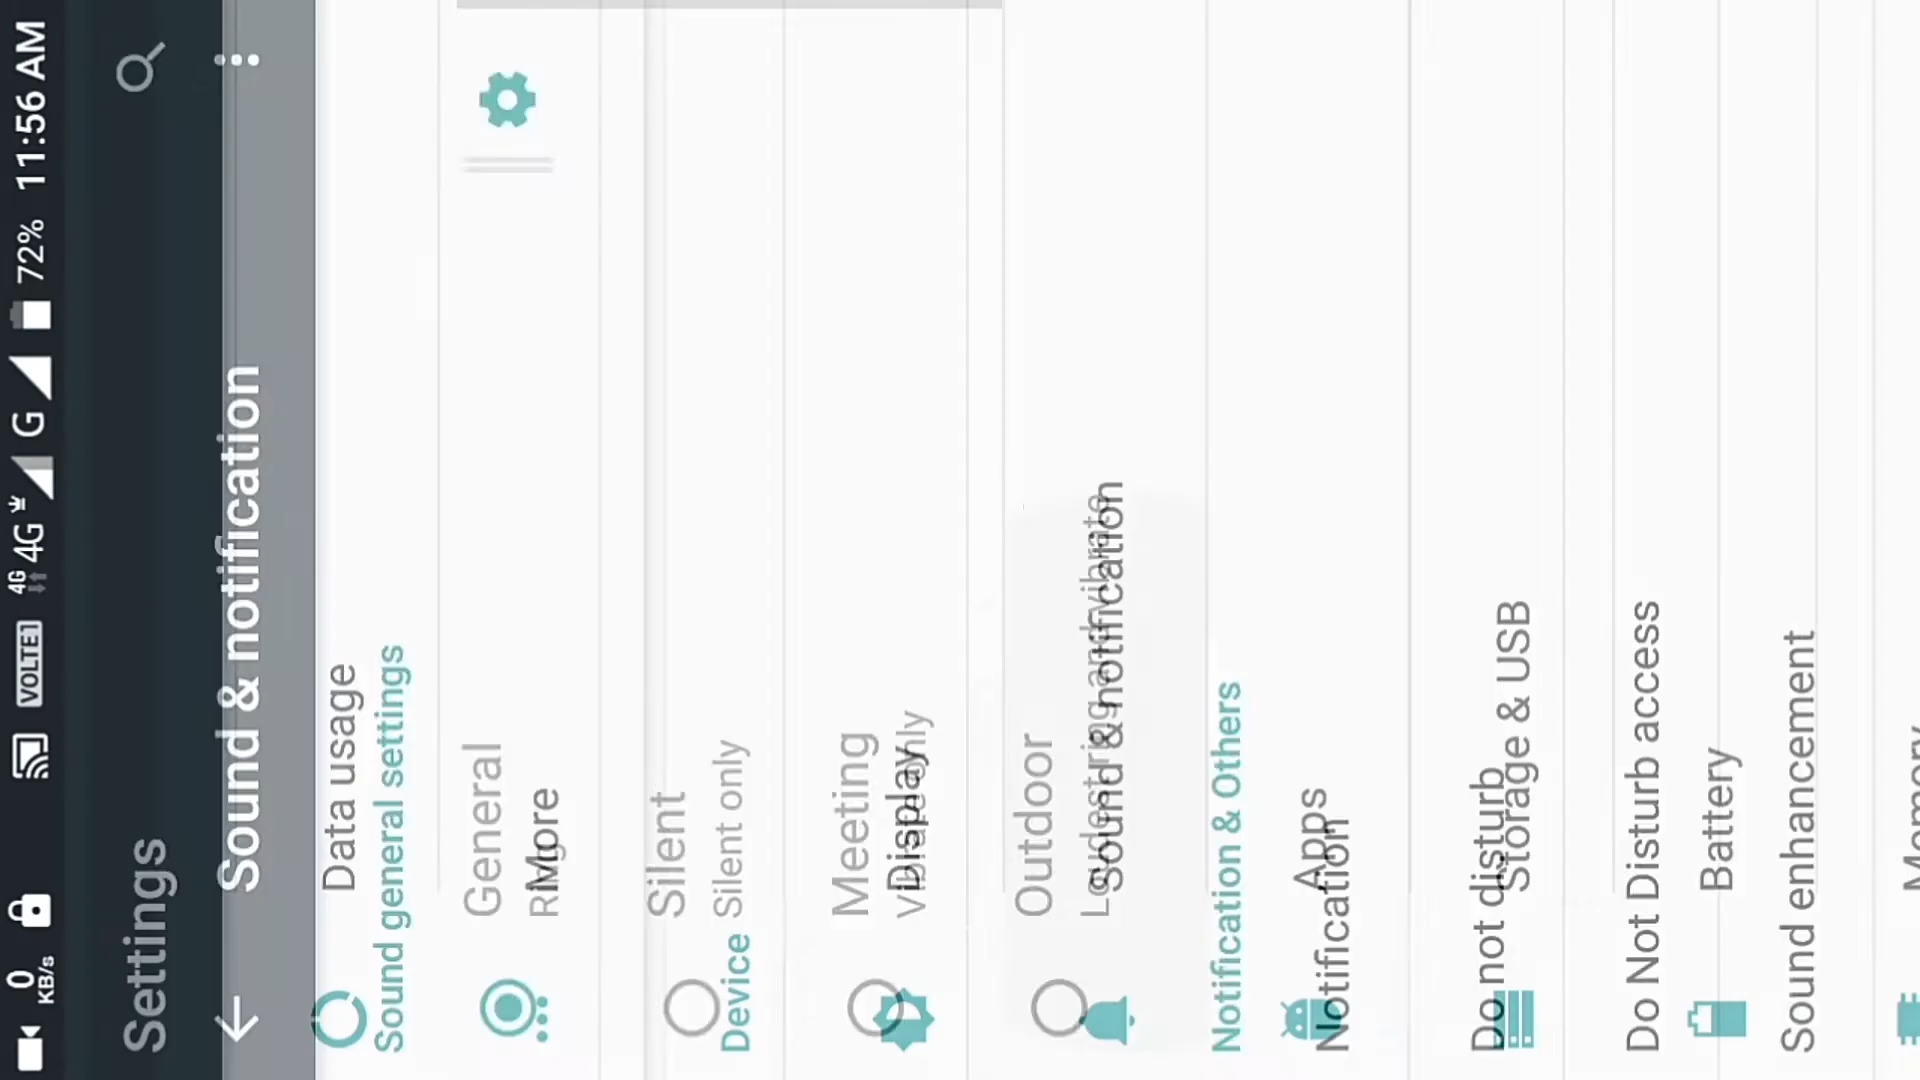 0 KB/s VOLTE1 4G 4G G 72% 11:56 AM
Settings
Sound & notification
Data usage
Sound general settings
General
More
Silent
Silent only
Device
Meeting
Display
Outdoor
Sound & notification
Notification & Others
Apps
Notification
Do not disturb
Storage & USB
Do Not Disturb access
Battery
Sound enhancement